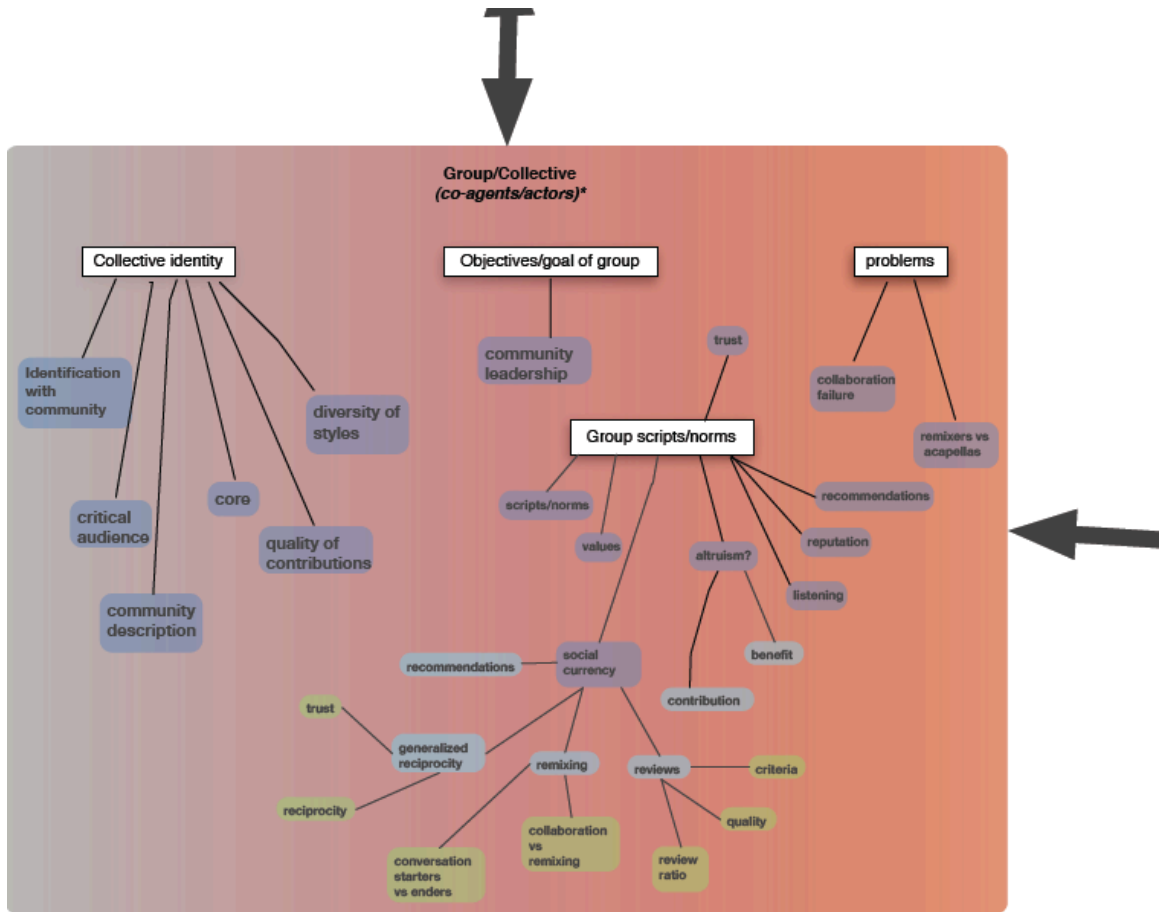 Group/Collective
(co-agents/actors)*
Collective identity
Objectives/goal of group
problems
Identification
with
community
critical
audience
community
description
core
quality of
contributions
diversity of
styles
community
leadership
trust
collaboration
failure
remixers vs
acapellas
Group scripts/norms
scripts/norms
values
altruism?
recommendations
reputation
listening
benefit
contribution
social
currency
recommendations
trust
generalized
reciprocity
reciprocity
remixing
conversation
starters
vs enders
collaboration
vs
remixing
reviews
criteria
quality
review
ratio